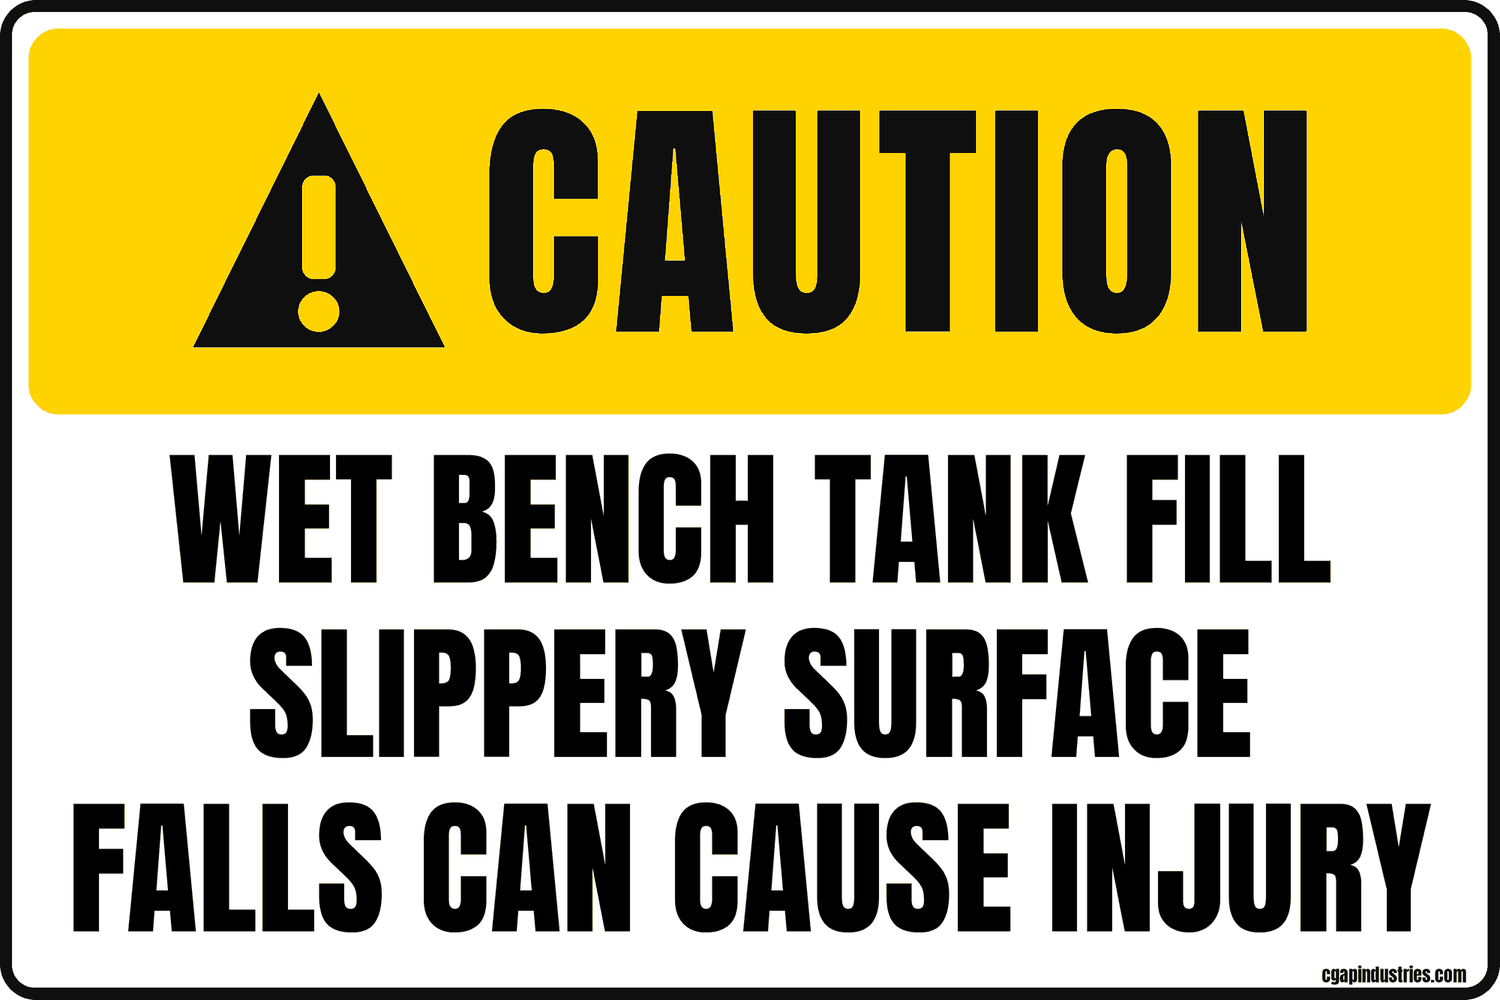 CAUTION
WET BENCH TANK FILL
SLIPPERY SURFACE
FALLS CAN CAUSE INJURY
cgapindustries.com